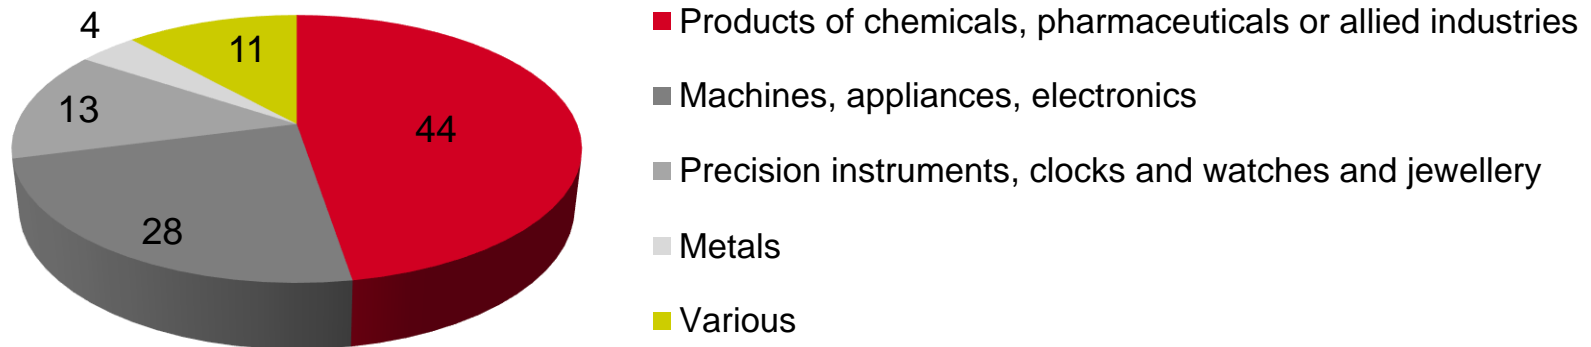 4
11
13
44
28
Products of chemicals, pharmaceuticals or allied industries
Machines, appliances, electronics
Precision instruments, clocks and watches and jewellery
Metals
Various